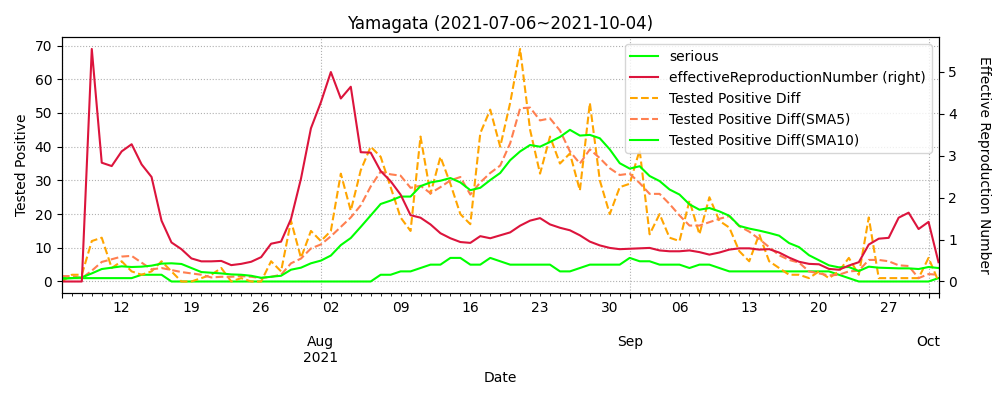 Yamagata (2021-07-06~2021-10-04)
70
60
50
40
30
20
10
0
Tested Positive
5
4
3
2
1
0
Effective Reproduction Number
serious
effectiveReproductionNumber (right)
Tested Positive Diff
Tested Positive Diff(SMA5)
Tested Positive Diff(SMA10)
12 19 26 02 09 16 23 30 06 13 20 27
Aug Sep Oct
2021
Date